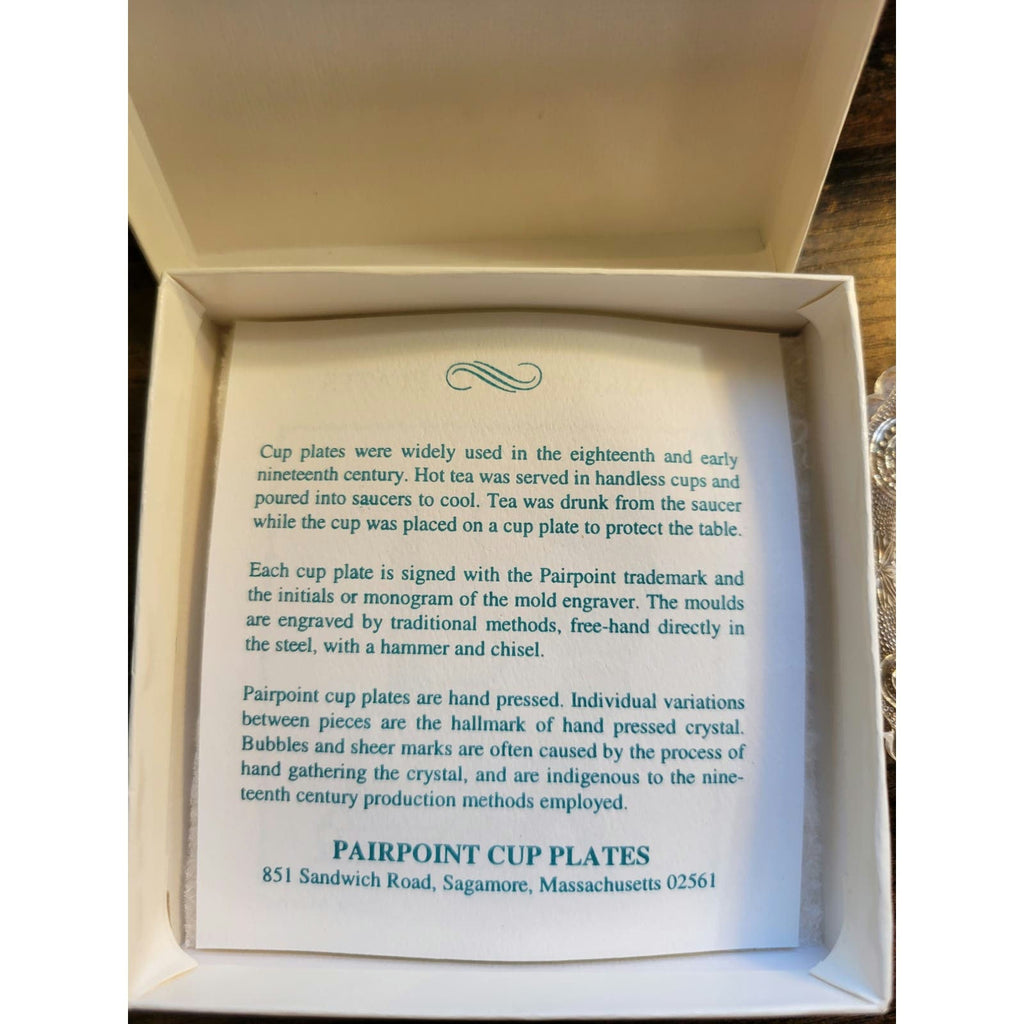 Cup plates were widely used in the eighteenth and early
nineteenth century. Hot tea was served in handless cups and
poured into saucers to cool. Tea was drunk from the saucer
while the cup was placed on a cup plate to protect the table.
Each cup plate is signed with the Pairpoint trademark and
the initials or monogram of the mold engraver. The moulds
are engraved by traditional methods, free-hand directly in
the steel, with a hammer and chisel.
Pairpoint cup plates are hand pressed. Individual variations
between pieces are the hallmark of hand pressed crystal.
Bubbles and sheer marks are often caused by the process of
hand gathering the crystal, and are indigenous to the nine-
teenth century production methods employed.
PAIRPOINT CUP PLATES
851 Sandwich Road, Sagamore, Massachusetts 02561